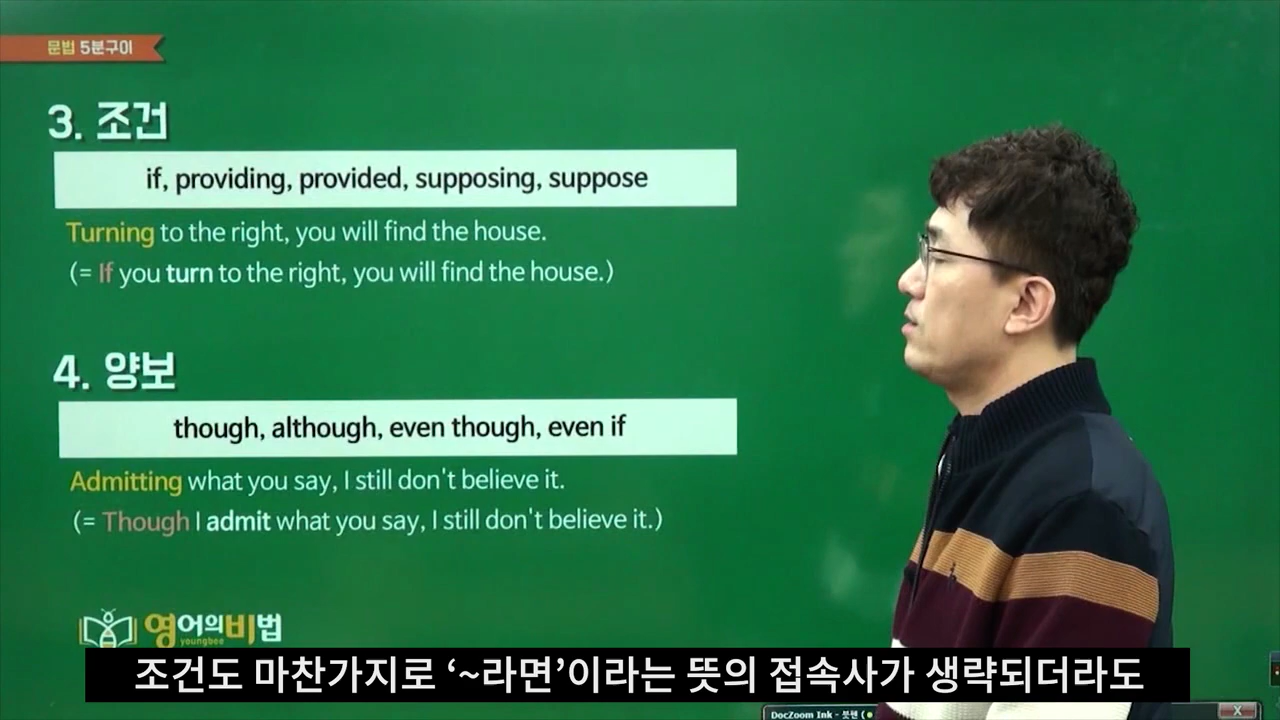 문법 5분구이
3. 조건
if, providing, provided, supposing, suppose
Turning to the right, you will find the house.
(= If you turn to the right, you will find the house.)
4. 양보
though, although, even though, even if
Admitting what you say, I still don't believe it.
(= Though I admit what you say, I still don't believe it.)
영어의비법
youngbee
조건도 마찬가지로 ‘~라면’이라는 뜻의 접속사가 생략되더라도
DocZoom Ink - 붓펜 (